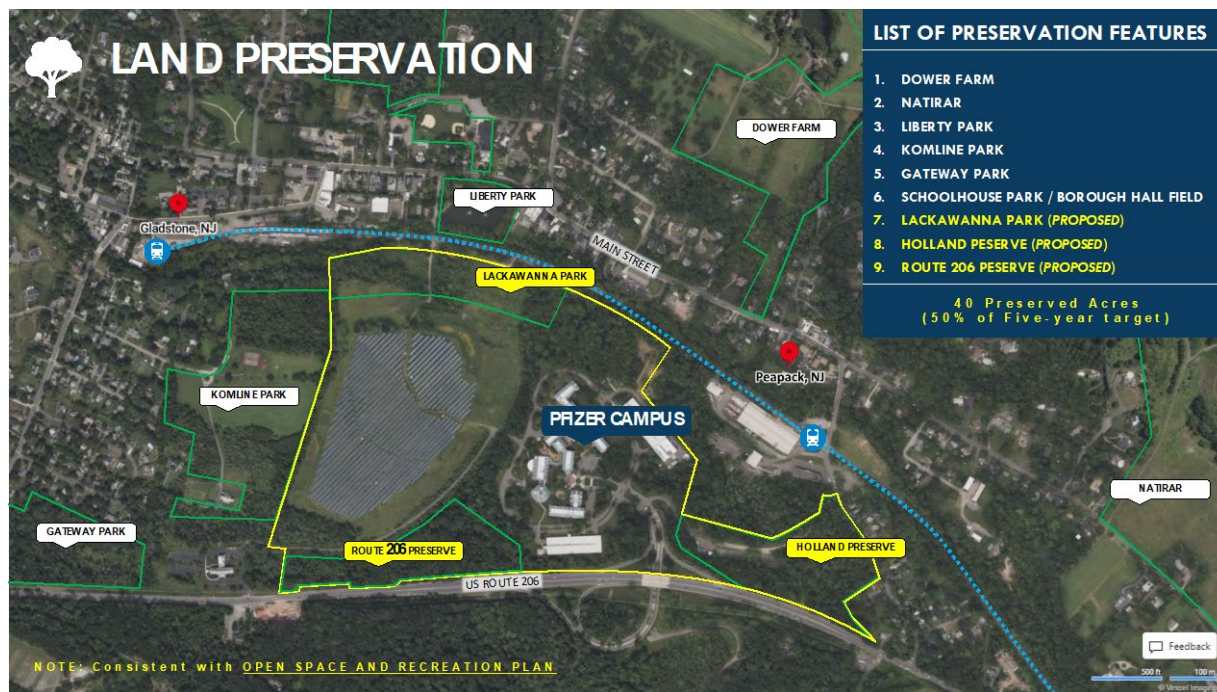 LAND PRESERVATION
LIST OF PRESERVATION FEATURES
1. DOWER FARM
2. NATIRAR
3. LIBERTY PARK
4. KOMLINE PARK
5. GATEWAY PARK
6. SCHOOLHOUSE PARK / BOROUGH HALL FIELD
7. LACKAWANNA PARK (PROPOSED)
8. HOLLAND PESERVE (PROPOSED)
9. ROUTE 206 PESERVE (PROPOSED)
40 Preserved Acres
(50% of Five-year target)
DOWER FARM
LIBERTY PARK
Gladstone, NJ
MAIN STREET
LACKAWANNA PARK
Peapack, NJ
KOMLINE PARK
PFIZER CAMPUS
NATIRAR
GATEWAY PARK
ROUTE 206 PRESERVE
HOLLAND PRESERVE
US ROUTE 206
Feedback
NOTE: Consistent with OPEN SPACE AND RECREATION PLAN
500 ft 100 m